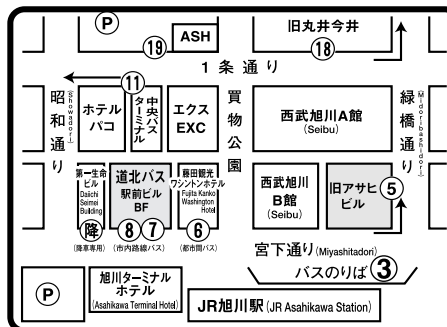 P
ASH
旧丸井今井
19
18
1条通り
11
昭和通り
(Showadori)
ホテル
パコ
中央バス
ターミナル
エクス
EXC
買物公園
西武旭川A館
(Seibu)
緑橋通り
(Midoribashidori)
第一生命
ビル
Daiichi
Seimei
Building
道北バス
駅前ビル
BF
藤田観光
ワシントンホテル
Fujita Kanko
Washington
Hotel
西武旭川
B館
(Seibu)
旧アサヒ
ビル
5
降
8 7
6
(降車専用)
(市内路線バス)
(都市間バス)
宮下通り (Miyashitadori)
バスのりば 3
P
旭川ターミナル
ホテル
(Asahikawa Terminal Hotel)
JR旭川駅 (JR Asahikawa Station)